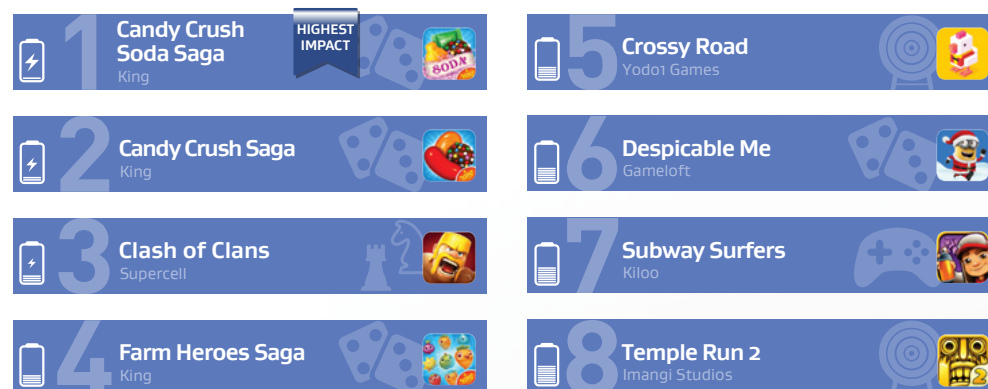 1
Candy Crush
Soda Saga
King
HIGHEST
IMPACT
SODA
2
Candy Crush Saga
King
3
Clash of Clans
Supercell
4
Farm Heroes Saga
King
5
Crossy Road
Yodo1 Games
6
Despicable Me
Gameloft
7
Subway Surfers
Kiloo
8
Temple Run 2
Imangi Studios
2